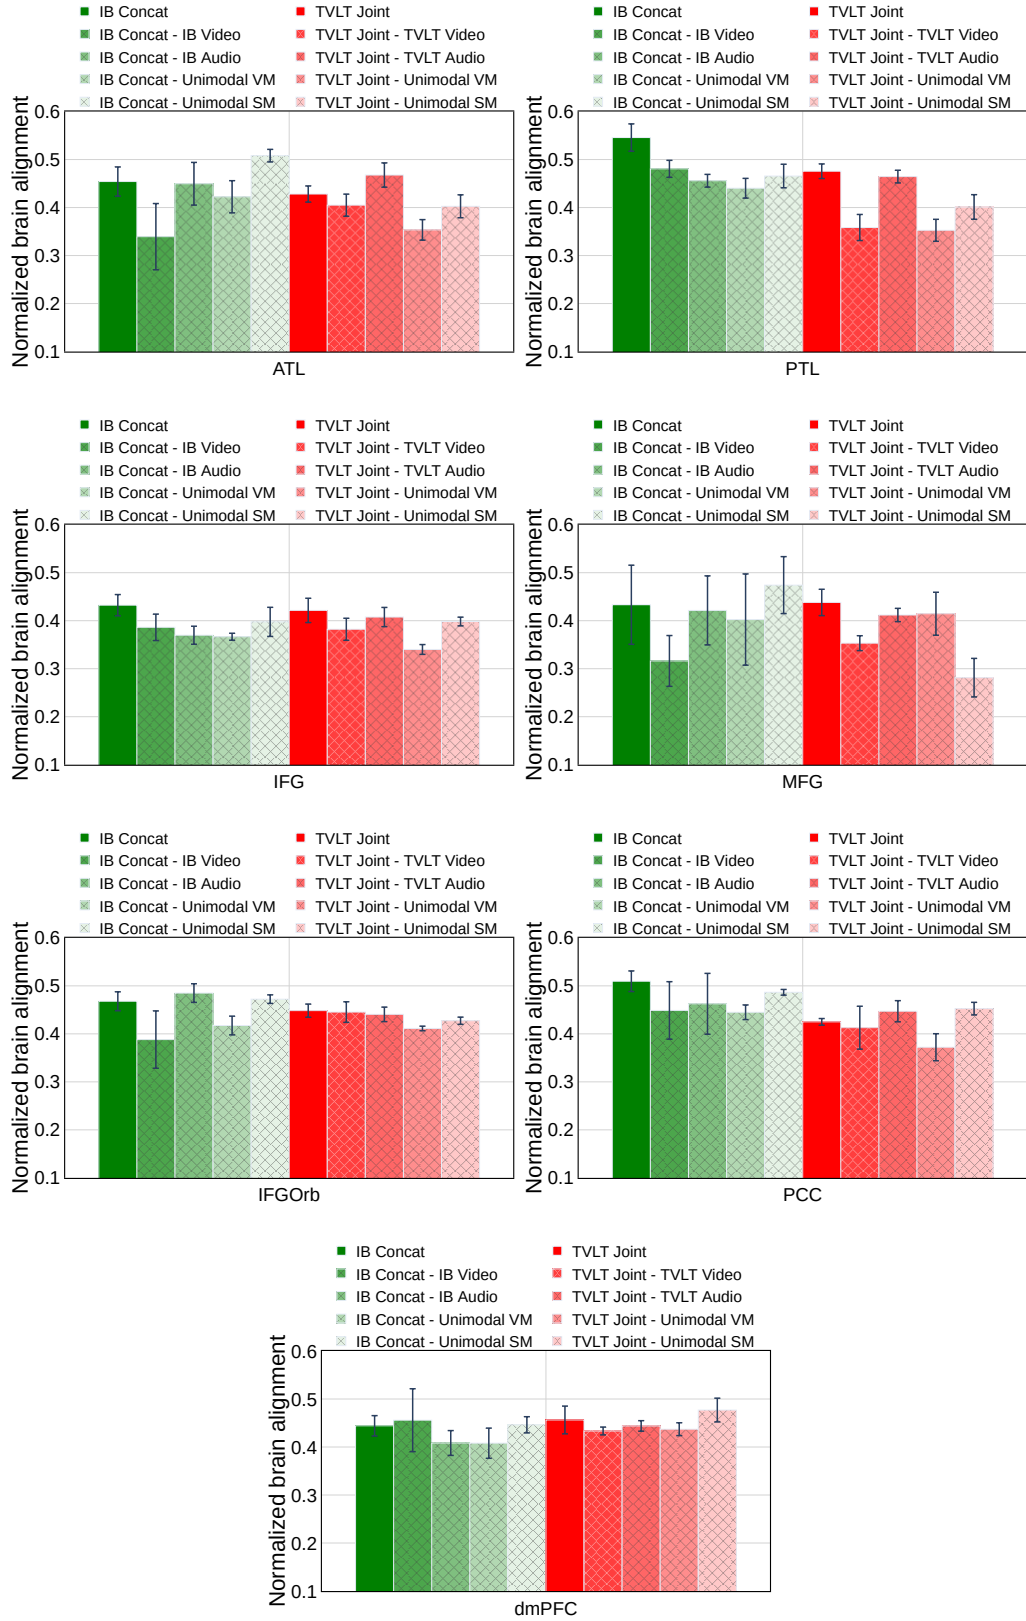 IB Concat TVLT Joint
IB Concat - IB Video TVLT Joint - TVLT Video
IB Concat - IB Audio TVLT Joint - TVLT Audio
IB Concat - Unimodal VM TVLT Joint - Unimodal VM
IB Concat - Unimodal SM TVLT Joint - Unimodal SM
Normalized brain alignment
0.6
0.5
0.4
0.3
0.2
0.1
ATL
IB Concat TVLT Joint
IB Concat - IB Video TVLT Joint - TVLT Video
IB Concat - IB Audio TVLT Joint - TVLT Audio
IB Concat - Unimodal VM TVLT Joint - Unimodal VM
IB Concat - Unimodal SM TVLT Joint - Unimodal SM
Normalized brain alignment
0.6
0.5
0.4
0.3
0.2
0.1
PTL
IB Concat TVLT Joint
IB Concat - IB Video TVLT Joint - TVLT Video
IB Concat - IB Audio TVLT Joint - TVLT Audio
IB Concat - Unimodal VM TVLT Joint - Unimodal VM
IB Concat - Unimodal SM TVLT Joint - Unimodal SM
Normalized brain alignment
0.6
0.5
0.4
0.3
0.2
0.1
IFG
IB Concat TVLT Joint
IB Concat - IB Video TVLT Joint - TVLT Video
IB Concat - IB Audio TVLT Joint - TVLT Audio
IB Concat - Unimodal VM TVLT Joint - Unimodal VM
IB Concat - Unimodal SM TVLT Joint - Unimodal SM
Normalized brain alignment
0.6
0.5
0.4
0.3
0.2
0.1
MFG
IB Concat TVLT Joint
IB Concat - IB Video TVLT Joint - TVLT Video
IB Concat - IB Audio TVLT Joint - TVLT Audio
IB Concat - Unimodal VM TVLT Joint - Unimodal VM
IB Concat - Unimodal SM TVLT Joint - Unimodal SM
Normalized brain alignment
0.6
0.5
0.4
0.3
0.2
0.1
IFGOrb
IB Concat TVLT Joint
IB Concat - IB Video TVLT Joint - TVLT Video
IB Concat - IB Audio TVLT Joint - TVLT Audio
IB Concat - Unimodal VM TVLT Joint - Unimodal VM
IB Concat - Unimodal SM TVLT Joint - Unimodal SM
Normalized brain alignment
0.6
0.5
0.4
0.3
0.2
0.1
PCC
IB Concat TVLT Joint
IB Concat - IB Video TVLT Joint - TVLT Video
IB Concat - IB Audio TVLT Joint - TVLT Audio
IB Concat - Unimodal VM TVLT Joint - Unimodal VM
IB Concat - Unimodal SM TVLT Joint - Unimodal SM
Normalized brain alignment
0.6
0.5
0.4
0.3
0.2
0.1
dmPFC